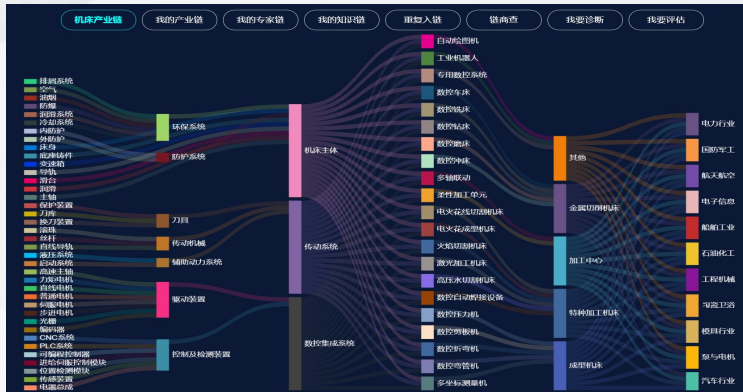 机床产业链
我的产业链
我的专家链
我的知识链
重复入链
链商查
我要诊断
我要评估
排屑系统
空气
油烟
防爆
润滑系统
冷却系统
内防护
外防护
床身
底座铸件
变速箱
导轨
滑台
润滑
主轴
保护装置
刀库
换刀装置
滚珠
丝杆
直线导轨
液压系统
启动系统
高速主轴
力矩电机
直线电机
普通电机
伺服电机
步进电机
光栅
编码器
CNC系统
PLC系统
可编程控制器
进给伺服控制模块
位置检测模块
传感装置
电器总成
环保系统
防护系统
刀具
传动机械
辅助动力系统
驱动装置
控制及检测装置
机床主体
传动系统
数控集成系统
自动绘图机
工业机器人
专用数控系统
数控车床
数控铣床
数控钻床
数控磨床
数控冲床
多轴联动
柔性加工单元
电火花线切割机床
电火花成型机床
火焰切割机床
激光加工机床
高压水切割机床
数控自动焊接设备
数控压力机
数控剪板机
数控折弯机
数控弯管机
多坐标测量机
其他
金属切削机床
加工中心
特种加工机床
成型机床
电力行业
国防军工
航天航空
电子信息
船舶工业
石油化工
工程机械
陶瓷卫浴
模具行业
泵与电机
汽车行业